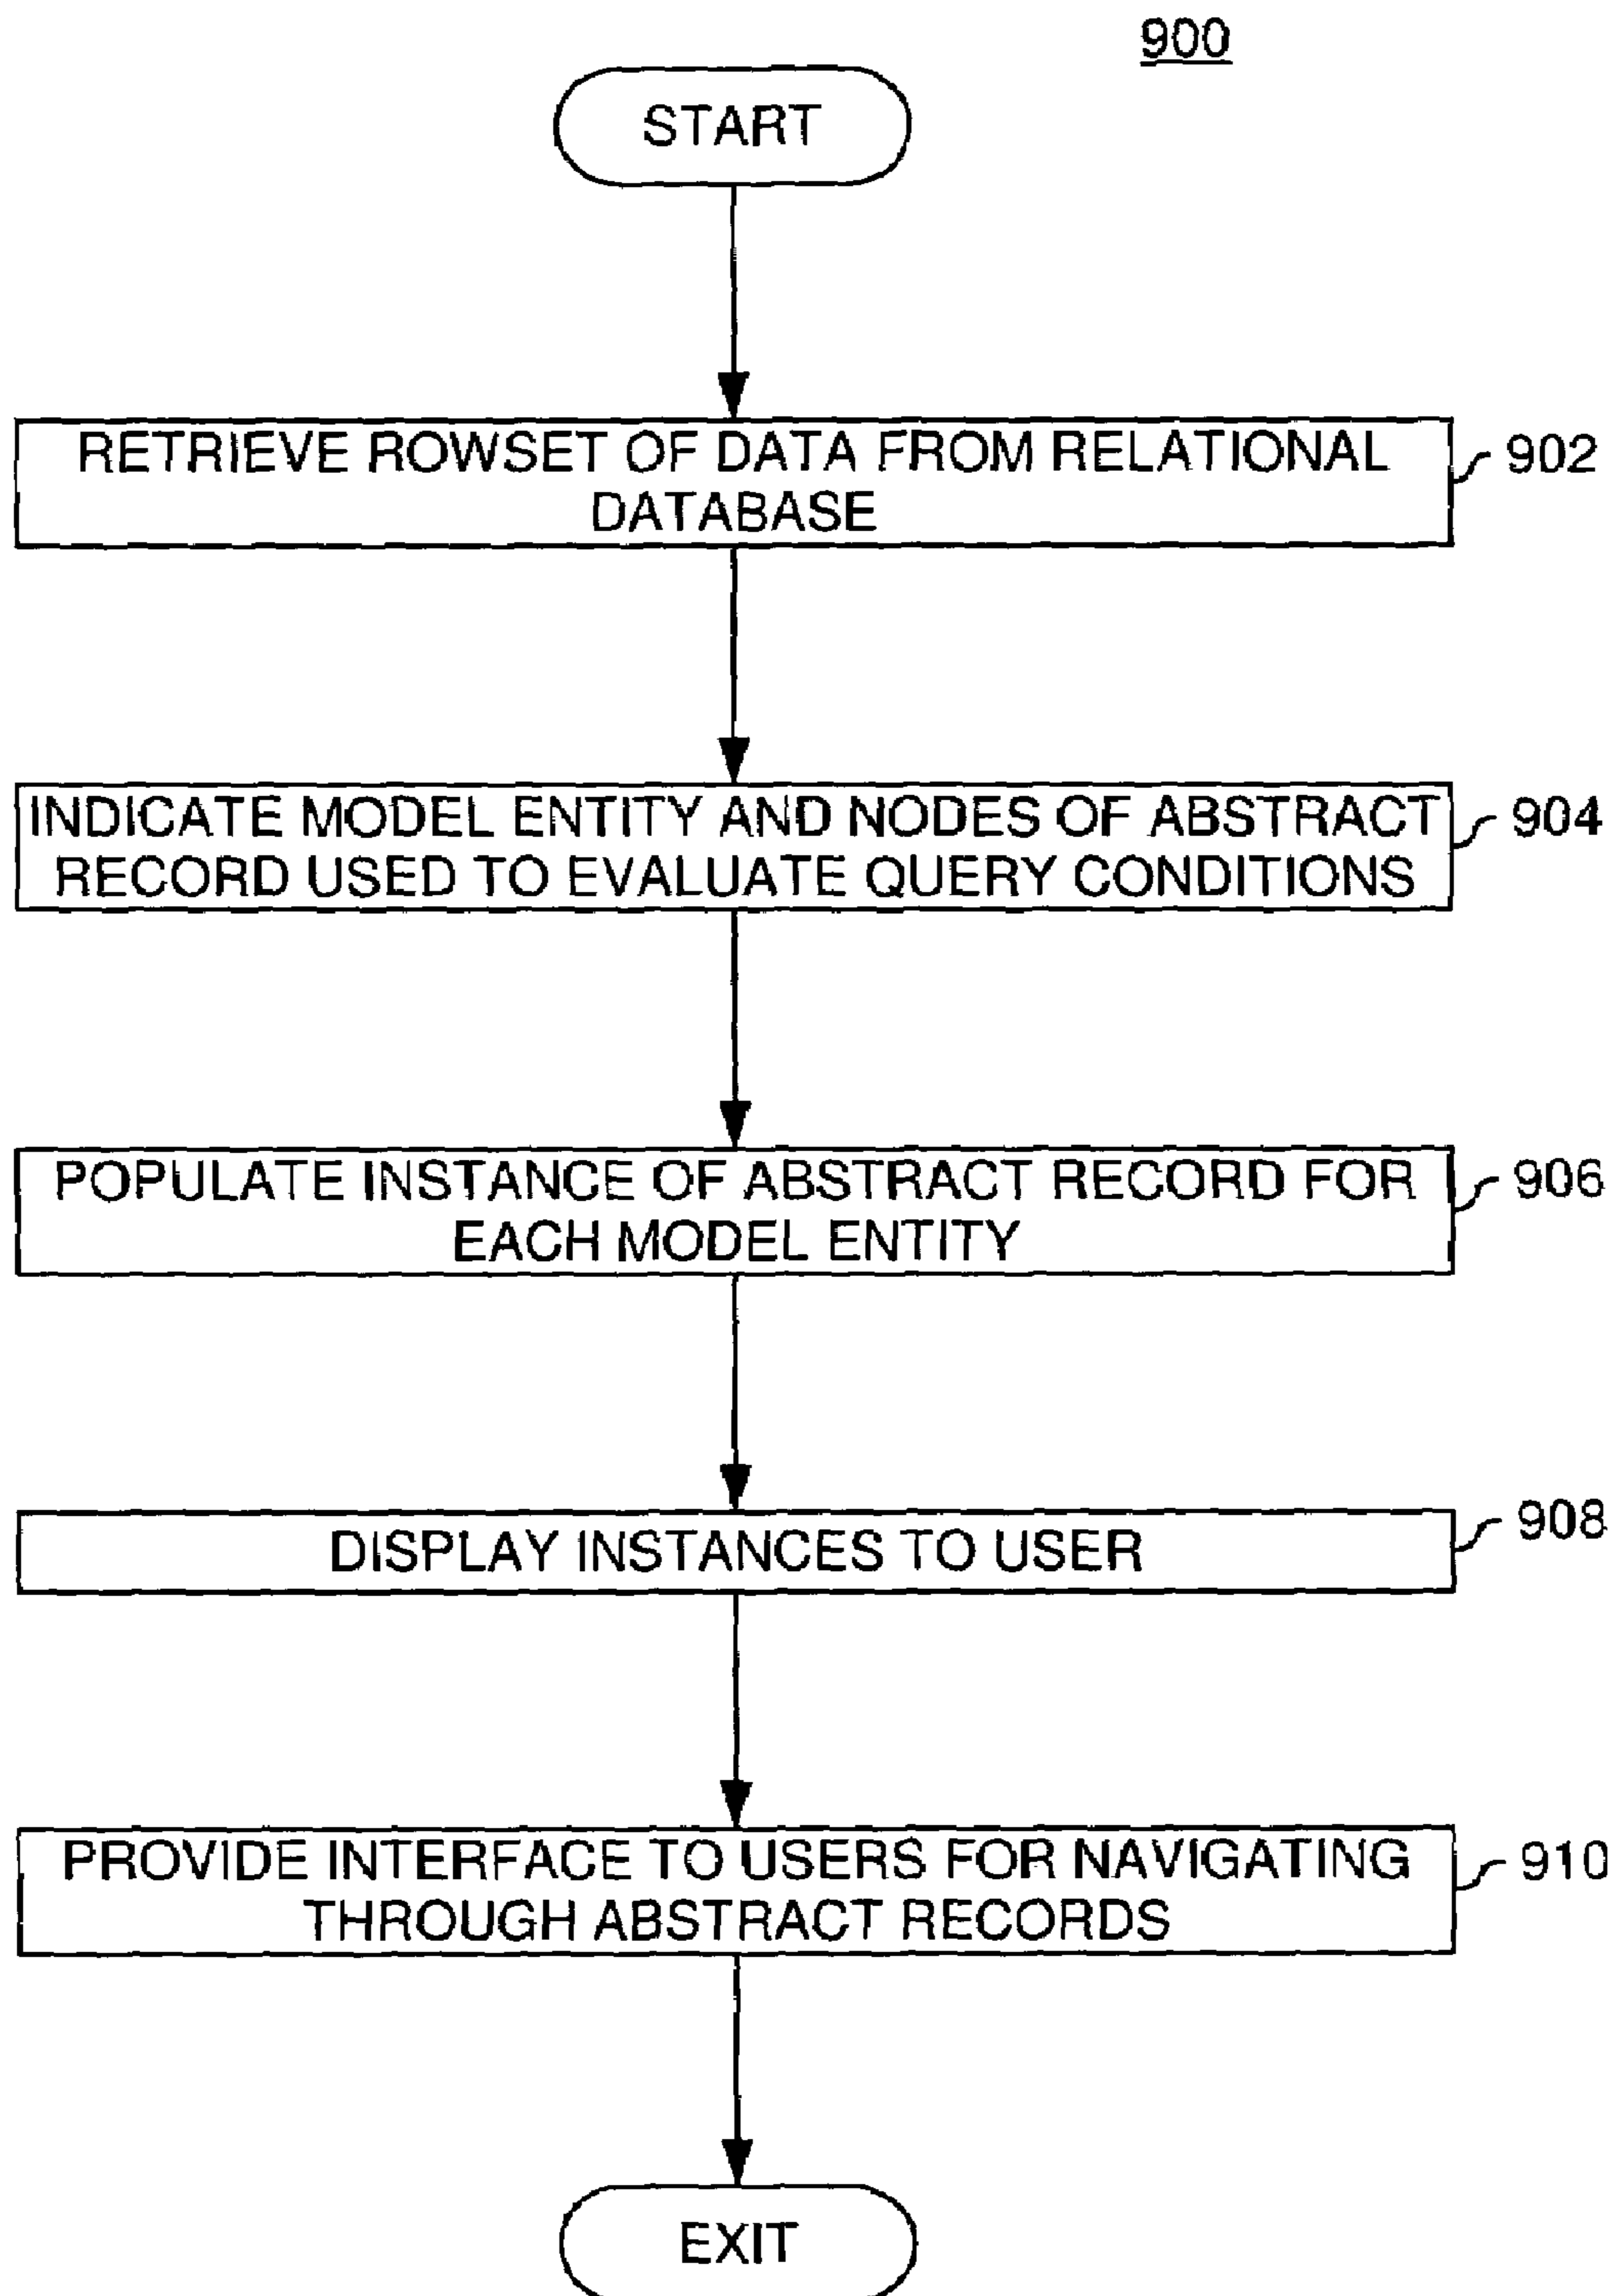 900
START
RETRIEVE ROWSET OF DATA FROM RELATIONAL
DATABASE
902
INDICATE MODEL ENTITY AND NODES OF ABSTRACT
RECORD USED TO EVALUATE QUERY CONDITIONS
904
POPULATE INSTANCE OF ABSTRACT RECORD FOR
EACH MODEL ENTITY
906
DISPLAY INSTANCES TO USER
908
PROVIDE INTERFACE TO USERS FOR NAVIGATING
THROUGH ABSTRACT RECORDS
910
EXIT